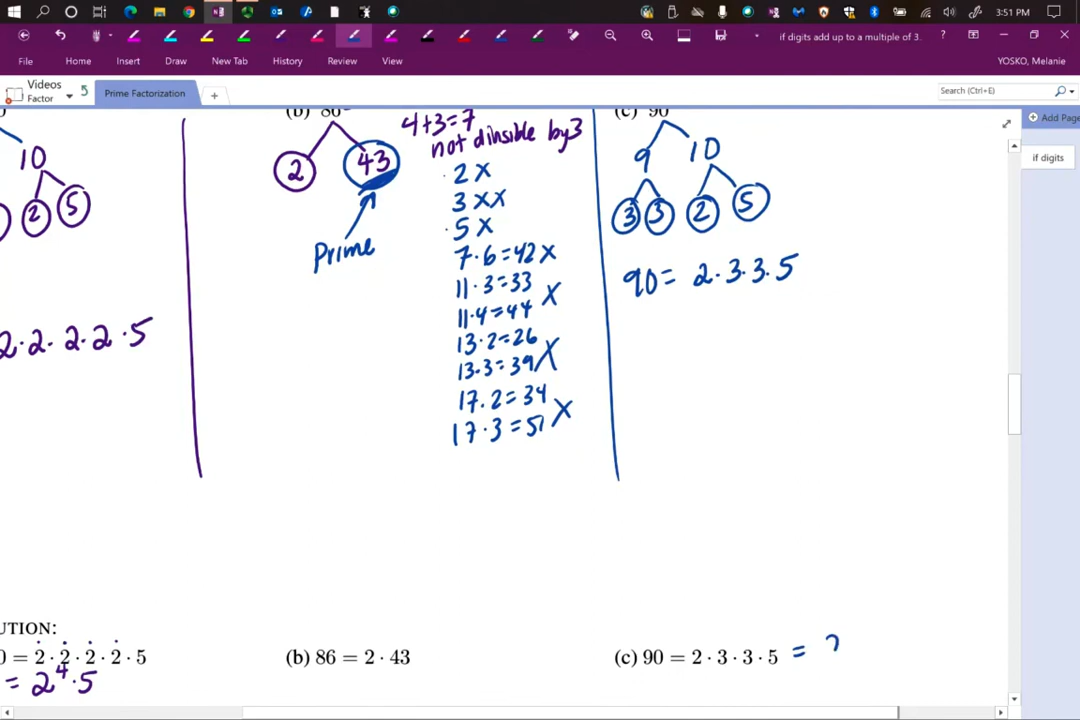 3:51 PM
if digits add up to a multiple of 3.
?
File Home Insert Draw New Tab History Review View
YOSKO, Melanie
Videos
Factor
Prime Factorization
+
Search (Ctrl+E)
Add Page
if digits
10
2 5
2·2·2·2·5
(b) 86
2 43
Prime
4+3=7
not divisible by 3
2 X
3 XX
5 X
7·6=42 X
11·3=33
11·4=44 X
13·2=26
13·3=39 X
17·2=34
17·3=51 X
(c) 90
9 10
3 3 2 5
90= 2·3·3·5
UTION:
0 = 2 · 2 · 2 · 2 · 5
= 2⁴·5
(b) 86 = 2 · 43
(c) 90 = 2 · 3 · 3 · 5 =